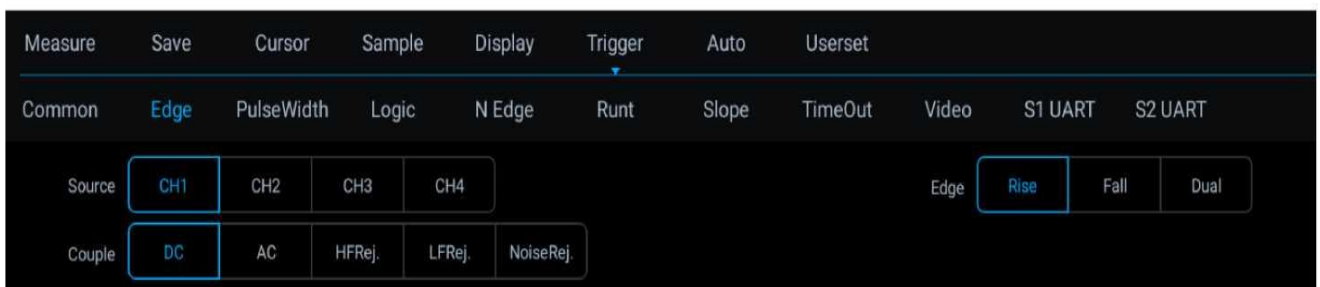 Measure Save Cursor Sample Display Trigger Auto Userset
Common Edge PulseWidth Logic N Edge Runt Slope TimeOut Video S1 UART S2 UART
Source CH1 CH2 CH3 CH4 Edge Rise Fall Dual
Couple DC AC HFRej. LFRej. NoiseRej.